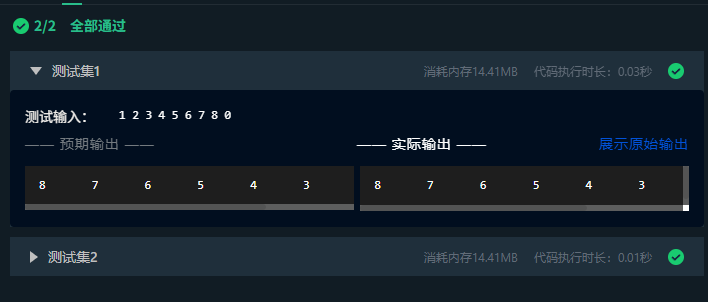 2/2 全部通过
测试集1 消耗内存14.41MB 代码执行时长：0.03秒
测试输入： 1 2 3 4 5 6 7 8 0
—— 预期输出 —— —— 实际输出 —— 展示原始输出
8 7 6 5 4 3 8 7 6 5 4 3
测试集2 消耗内存14.41MB 代码执行时长：0.01秒